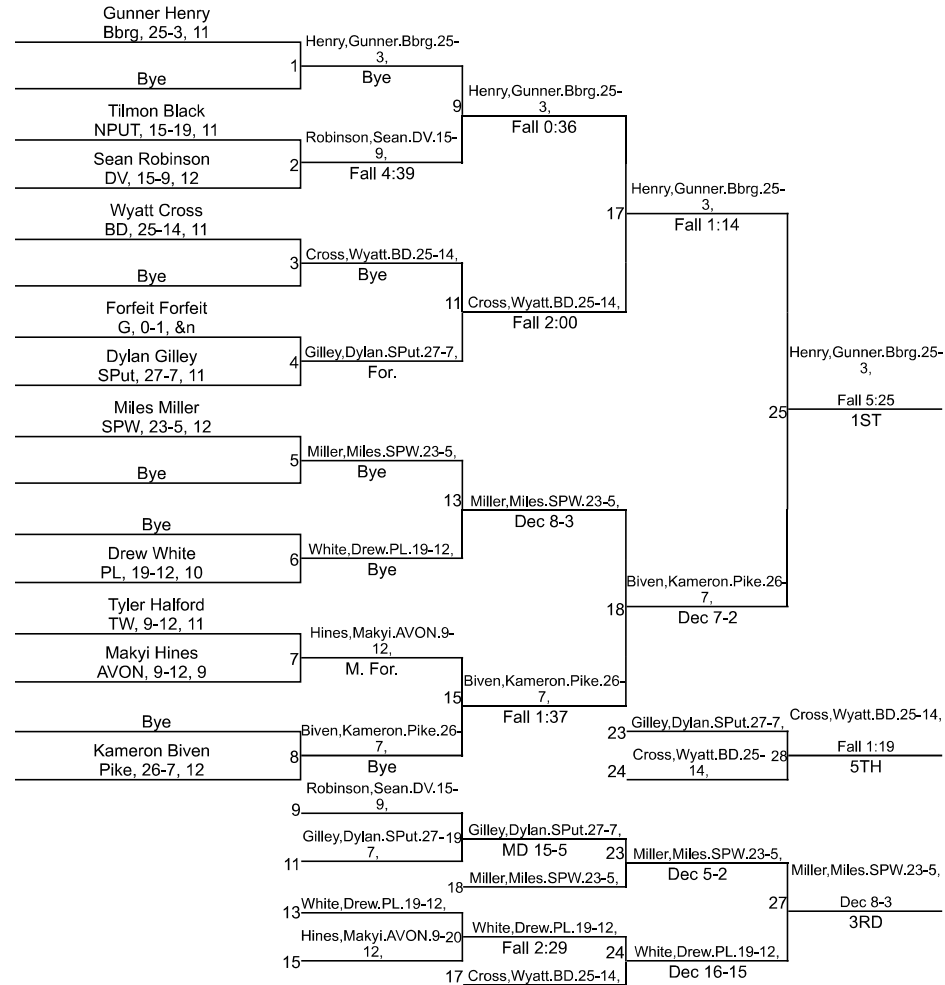 Gunner Henry
Bbrg, 25-3, 11
Bye
Tilmon Black
NPUT, 15-19, 11
Sean Robinson
DV, 15-9, 12
Wyatt Cross
BD, 25-14, 11
Bye
Forfeit Forfeit
G, 0-1, &n
Dylan Gilley
SPut, 27-7, 11
Miles Miller
SPW, 23-5, 12
Bye
Bye
Drew White
PL, 19-12, 10
Tyler Halford
TW, 9-12, 11
Makyi Hines
AVON, 9-12, 9
Bye
Kameron Biven
Pike, 26-7, 12
1
Henry,Gunner.Bbrg.25-
3,
Bye
2
Robinson,Sean.DV.15-
9,
Fall 4:39
3
Cross,Wyatt.BD.25-14,
Bye
4
Gilley,Dylan.SPut.27-7,
For.
5
Miller,Miles.SPW.23-5,
Bye
6
White,Drew.PL.19-12,
Bye
7
Hines,Makyi.AVON.9-
12,
M. For.
8
Biven,Kameron.Pike.26-
7,
Bye
9
Henry,Gunner.Bbrg.25-
3,
Fall 0:36
11
Cross,Wyatt.BD.25-14,
Fall 2:00
13
Miller,Miles.SPW.23-5,
Dec 8-3
15
Biven,Kameron.Pike.26-
7,
Fall 1:37
17
Henry,Gunner.Bbrg.25-
3,
Fall 1:14
18
Biven,Kameron.Pike.26-
7,
Dec 7-2
25
Henry,Gunner.Bbrg.25-
3,
Fall 5:25
1ST
23
Gilley,Dylan.SPut.27-7,
24
Cross,Wyatt.BD.25-
14,
28
Cross,Wyatt.BD.25-14,
Fall 1:19
5TH
9
Robinson,Sean.DV.15-
9,
11
Gilley,Dylan.SPut.27-
7,
19
Gilley,Dylan.SPut.27-7,
MD 15-5
18
Miller,Miles.SPW.23-5,
23
Miller,Miles.SPW.23-5,
Dec 5-2
13
White,Drew.PL.19-12,
15
Hines,Makyi.AVON.9-
12,
20
White,Drew.PL.19-12,
Fall 2:29
17
Cross,Wyatt.BD.25-14,
24
White,Drew.PL.19-12,
Dec 16-15
27
Miller,Miles.SPW.23-5,
Dec 8-3
3RD